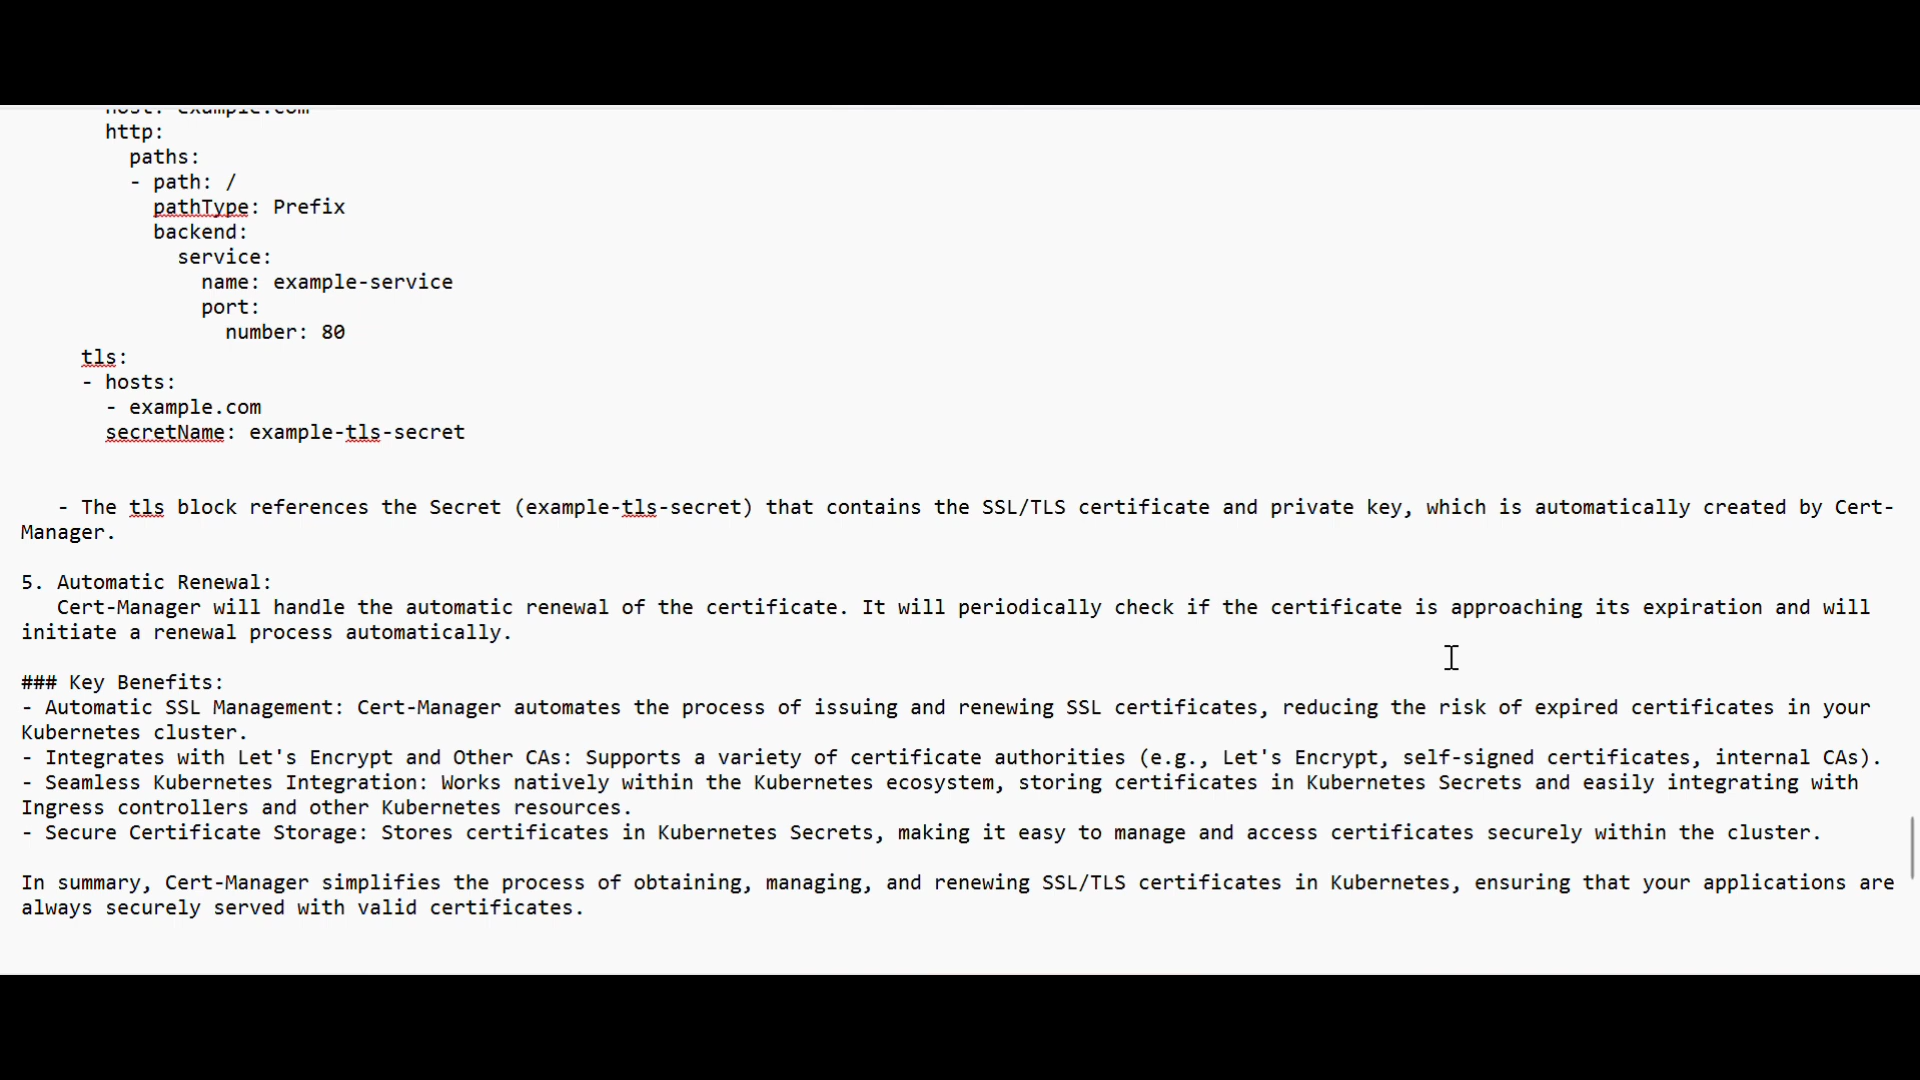 host: example.com
http:
paths:
- path: /
pathType: Prefix
backend:
service:
name: example-service
port:
number: 80
tls:
- hosts:
- example.com
secretName: example-tls-secret
- The tls block references the Secret (example-tls-secret) that contains the SSL/TLS certificate and private key, which is automatically created by Cert-
Manager.
5. Automatic Renewal:
Cert-Manager will handle the automatic renewal of the certificate. It will periodically check if the certificate is approaching its expiration and will
initiate a renewal process automatically.
### Key Benefits:
- Automatic SSL Management: Cert-Manager automates the process of issuing and renewing SSL certificates, reducing the risk of expired certificates in your
Kubernetes cluster.
- Integrates with Let's Encrypt and Other CAs: Supports a variety of certificate authorities (e.g., Let's Encrypt, self-signed certificates, internal CAs).
- Seamless Kubernetes Integration: Works natively within the Kubernetes ecosystem, storing certificates in Kubernetes Secrets and easily integrating with
Ingress controllers and other Kubernetes resources.
- Secure Certificate Storage: Stores certificates in Kubernetes Secrets, making it easy to manage and access certificates securely within the cluster.
In summary, Cert-Manager simplifies the process of obtaining, managing, and renewing SSL/TLS certificates in Kubernetes, ensuring that your applications are
always securely served with valid certificates.